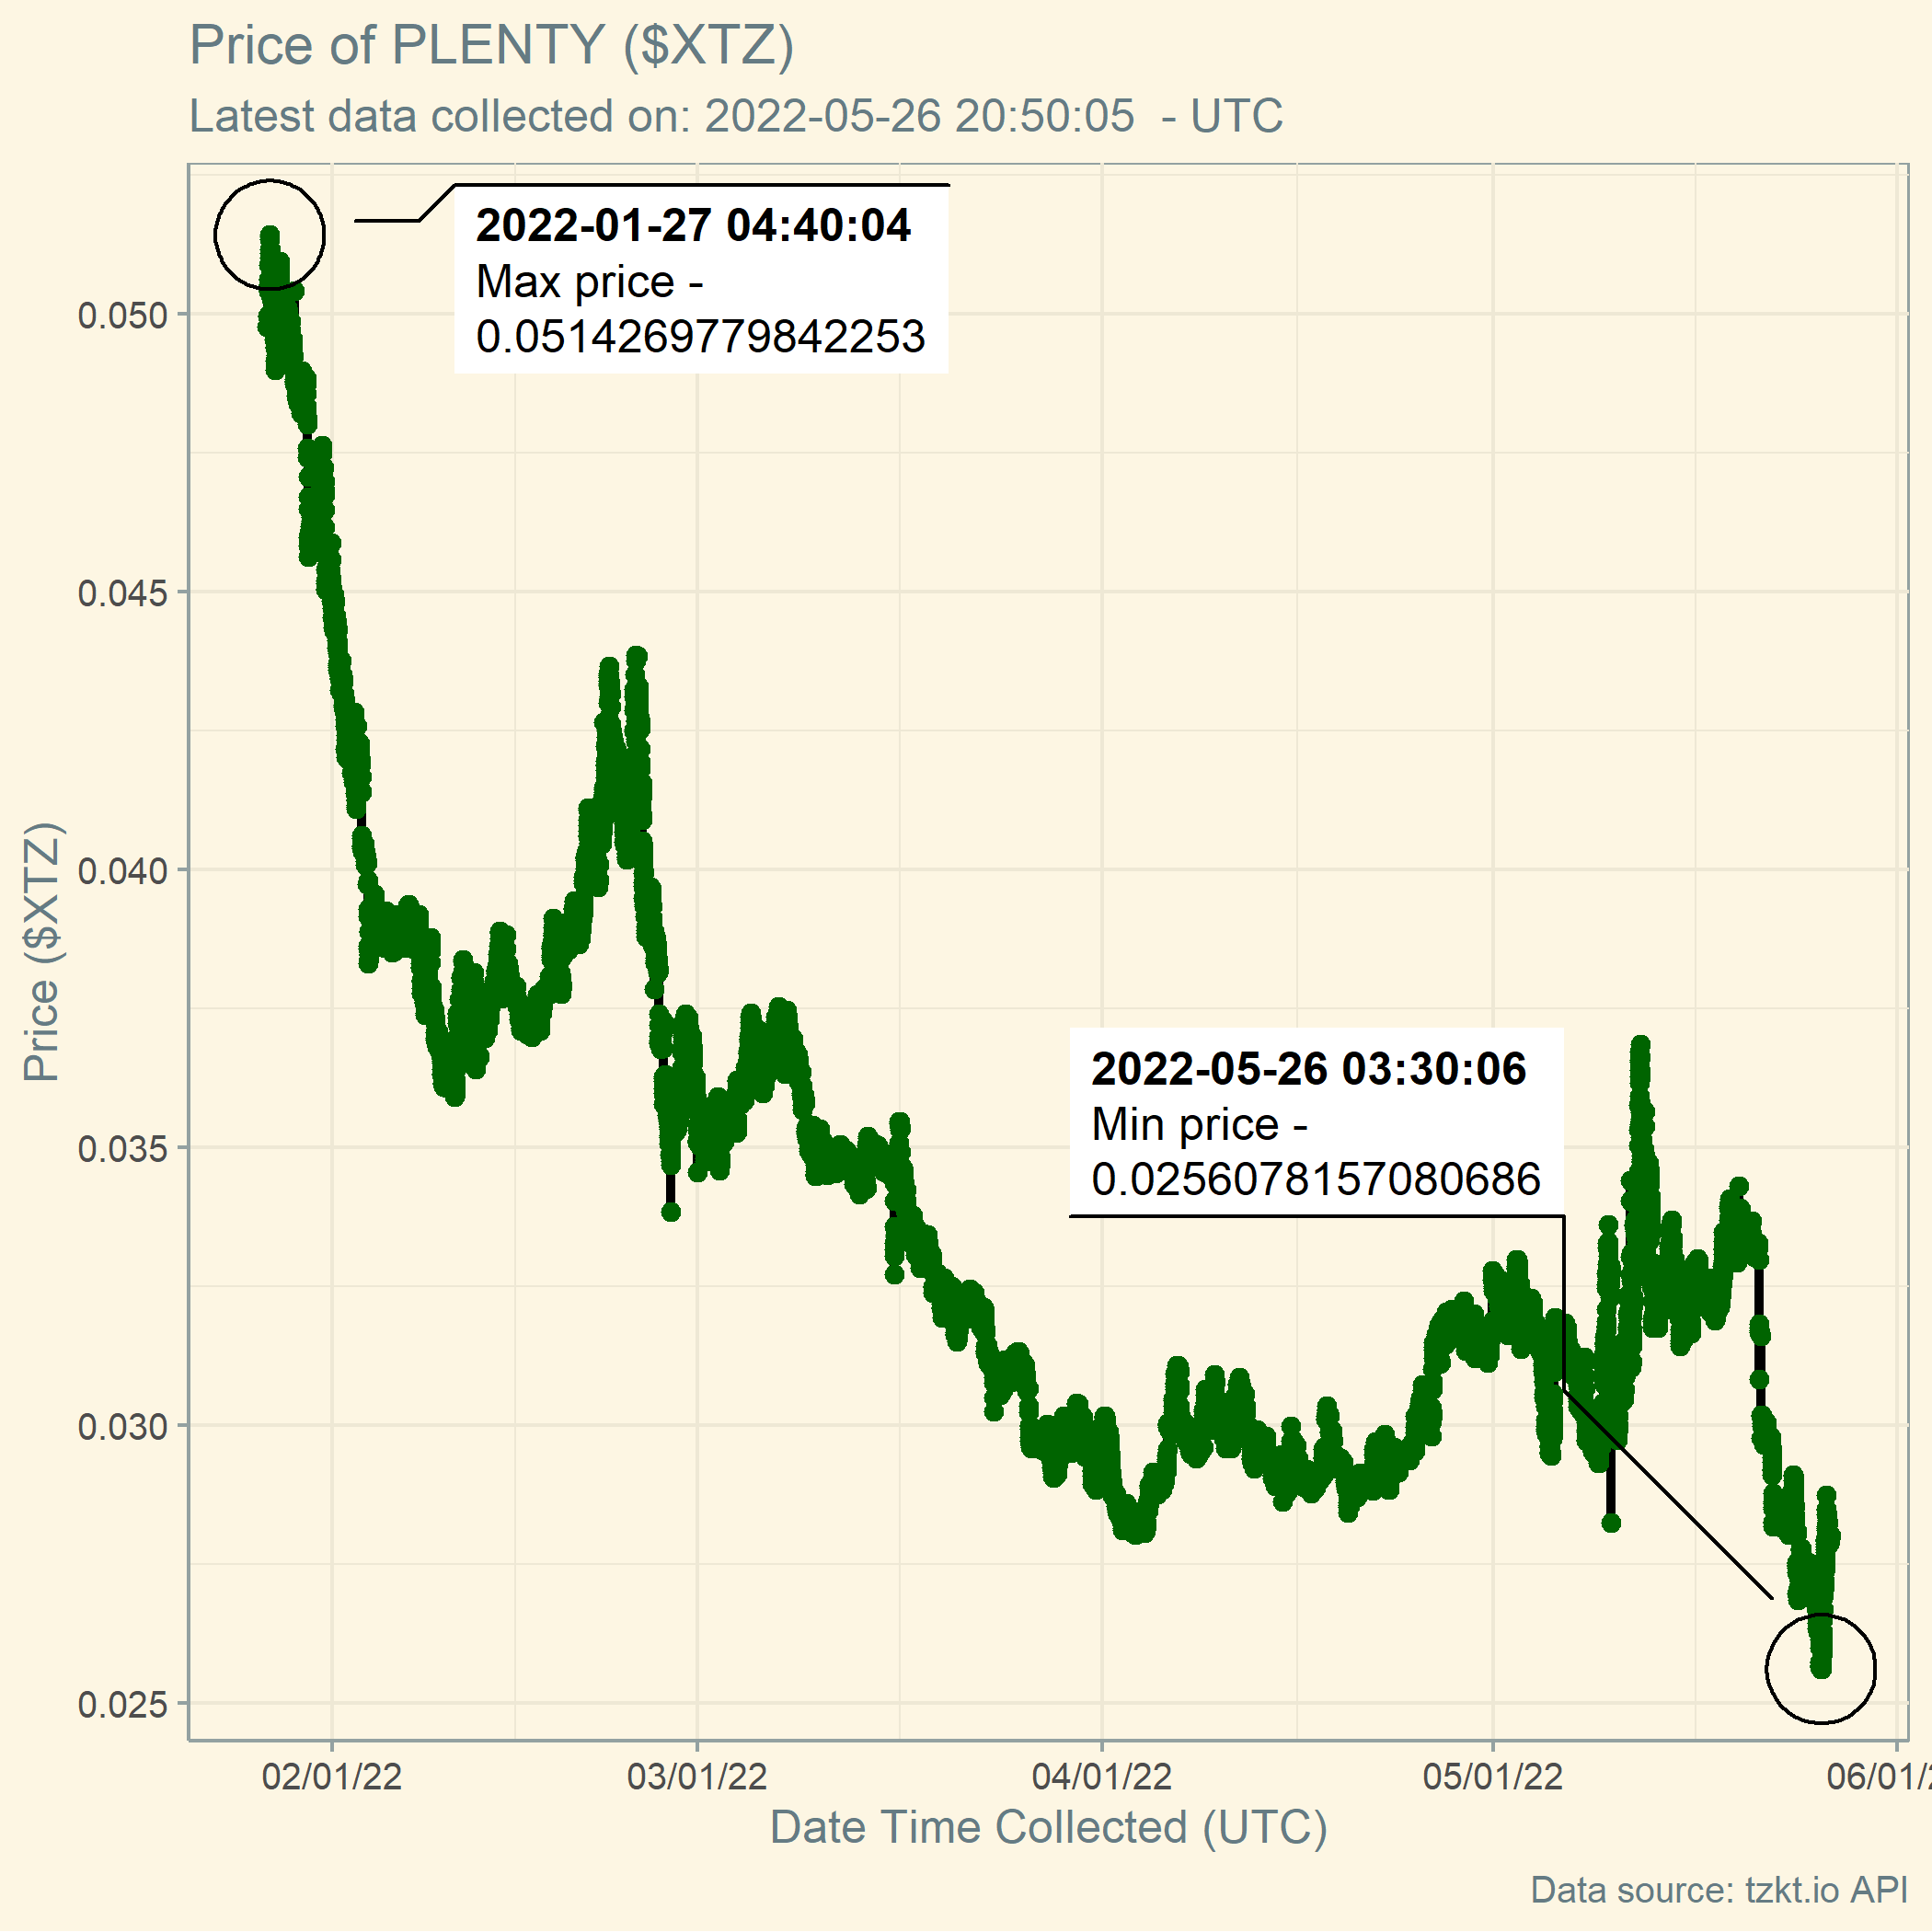 Price of PLENTY ($XTZ)
Latest data collected on: 2022-05-26 20:50:05  - UTC
2022-01-27 04:40:04
Max price -
0.0514269779842253
0.050
0.045
0.040
0.035
0.030
0.025
Price ($XTZ)
2022-05-26 03:30:06
Min price -
0.0256078157080686
02/01/22 03/01/22 04/01/22 05/01/22 06/01/2
Date Time Collected (UTC)
Data source: tzkt.io API